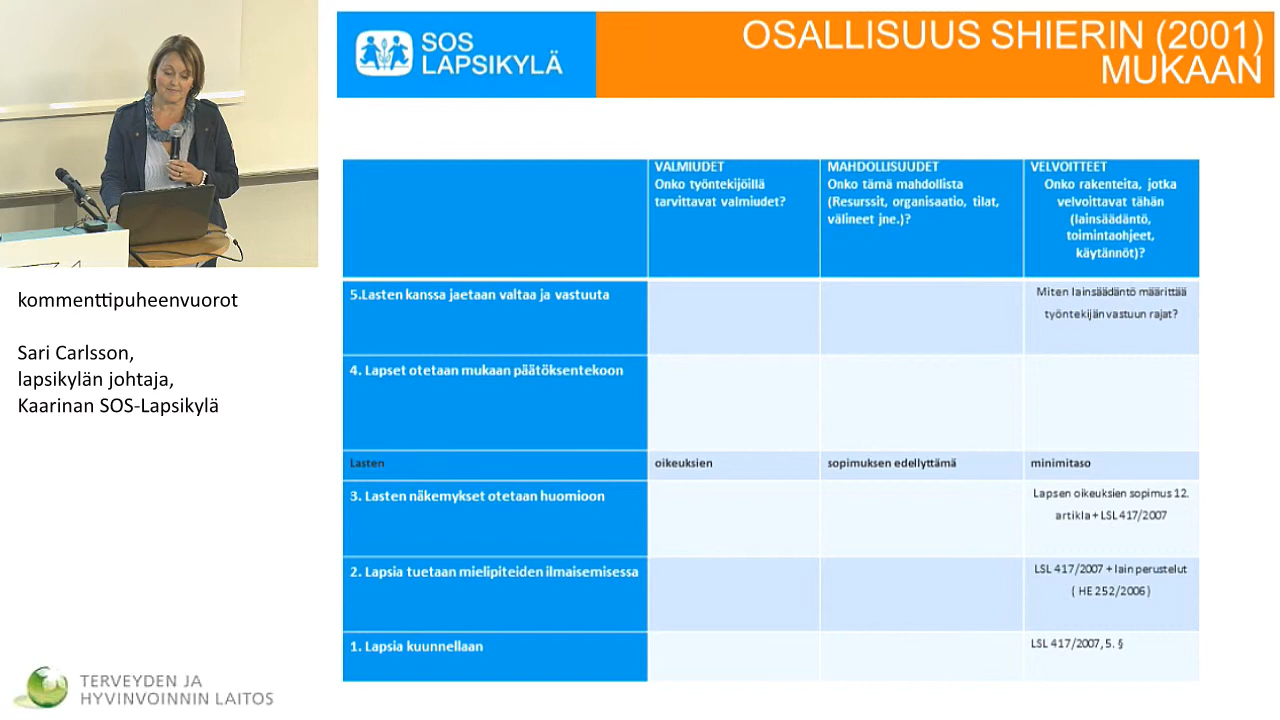 SOS
LAPSIKYLÄ
OSALLISUUS SHIERIN (2001)
MUKAAN
kommenttipuheenvuorot
Sari Carlsson,
lapsikylän johtaja,
Kaarinan SOS-Lapsikylä
VALMIUDET
Onko työntekijöillä
tarvittavat valmiudet?
MAHDOLLISUUDET
Onko tämä mahdollista
(Resurssit, organisaatio, tilat,
välineet jne.)?
VELVOITTEET
Onko rakenteita, jotka
velvoittavat tähän
(lainsäädäntö,
toimintaohjeet,
käytännöt)?
5.Lasten kanssa jaetaan valtaa ja vastuuta
Miten lainsäädäntö määrittää
työntekijän vastuun rajat?
4. Lapset otetaan mukaan päätöksentekoon
Lasten oikeuksien sopimuksen edellyttämä minimitaso
3. Lasten näkemykset otetaan huomioon
Lapsen oikeuksien sopimus 12.
artikla + LSL 417/2007
2. Lapsia tuetaan mielipiteiden ilmaisemisessa
LSL 417/2007 + lain perustelut
( HE 252/2006)
1. Lapsia kuunnellaan
LSL 417/2007, 5. §
TERVEYDEN JA
HYVINVOINNIN LAITOS